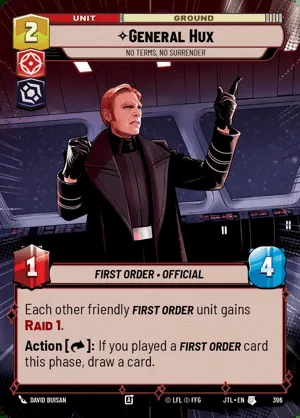 UNIT GROUND
2
General Hux
NO TERMS, NO SURRENDER
1 4
FIRST ORDER • OFFICIAL
Each other friendly FIRST ORDER unit gains
RAID 1.
Action [ ]: If you played a FIRST ORDER card
this phase, draw a card.
DAVID BUISAN © LFL © FFG JTL • EN 396